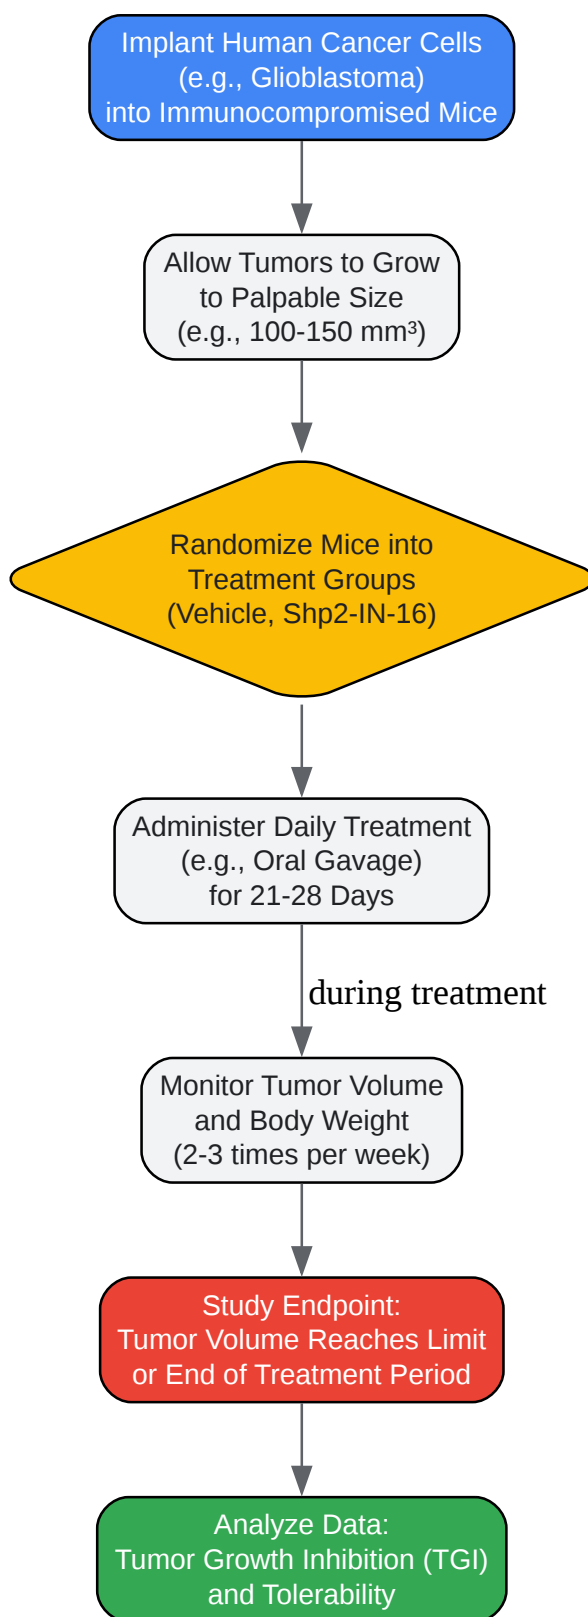 Implant Human Cancer Cells
(e.g., Glioblastoma)
into Immunocompromised Mice
Allow Tumors to Grow
to Palpable Size
(e.g., 100-150 mm³)
Randomize Mice into
Treatment Groups
(Vehicle, Shp2-IN-16)
Administer Daily Treatment
(e.g., Oral Gavage)
for 21-28 Days
during treatment
Monitor Tumor Volume
and Body Weight
(2-3 times per week)
Study Endpoint:
Tumor Volume Reaches Limit
or End of Treatment Period
Analyze Data:
Tumor Growth Inhibition (TGI)
and Tolerability